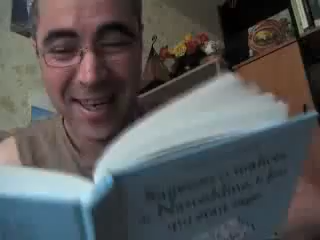 Sagesses et malices
de Nasreddine, le fou
qui était sage